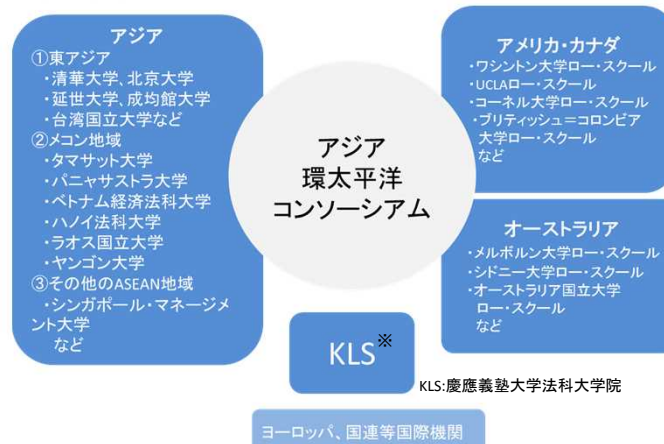 アジア
①東アジア
・清華大学、北京大学
・延世大学、成均館大学
・台湾国立大学など
②メコン地域
・タマサット大学
・パニャサストラ大学
・ベトナム経済法科大学
・ハノイ法科大学
・ラオス国立大学
・ヤンゴン大学
③その他のASEAN地域
・シンガポール・マネージメ
ント大学
など
アジア
環太平洋
コンソーシアム
アメリカ・カナダ
・ワシントン大学ロー・スクール
・UCLAロー・スクール
・コーネル大学ロー・スクール
・ブリティッシュ＝コロンビア
大学ロー・スクール
など
オーストラリア
・メルボルン大学ロー・スクール
・シドニー大学ロー・スクール
・オーストラリア国立大学
ロー・スクール
など
KLS※
KLS:慶應義塾大学法科大学院
ヨーロッパ、国連等国際機関